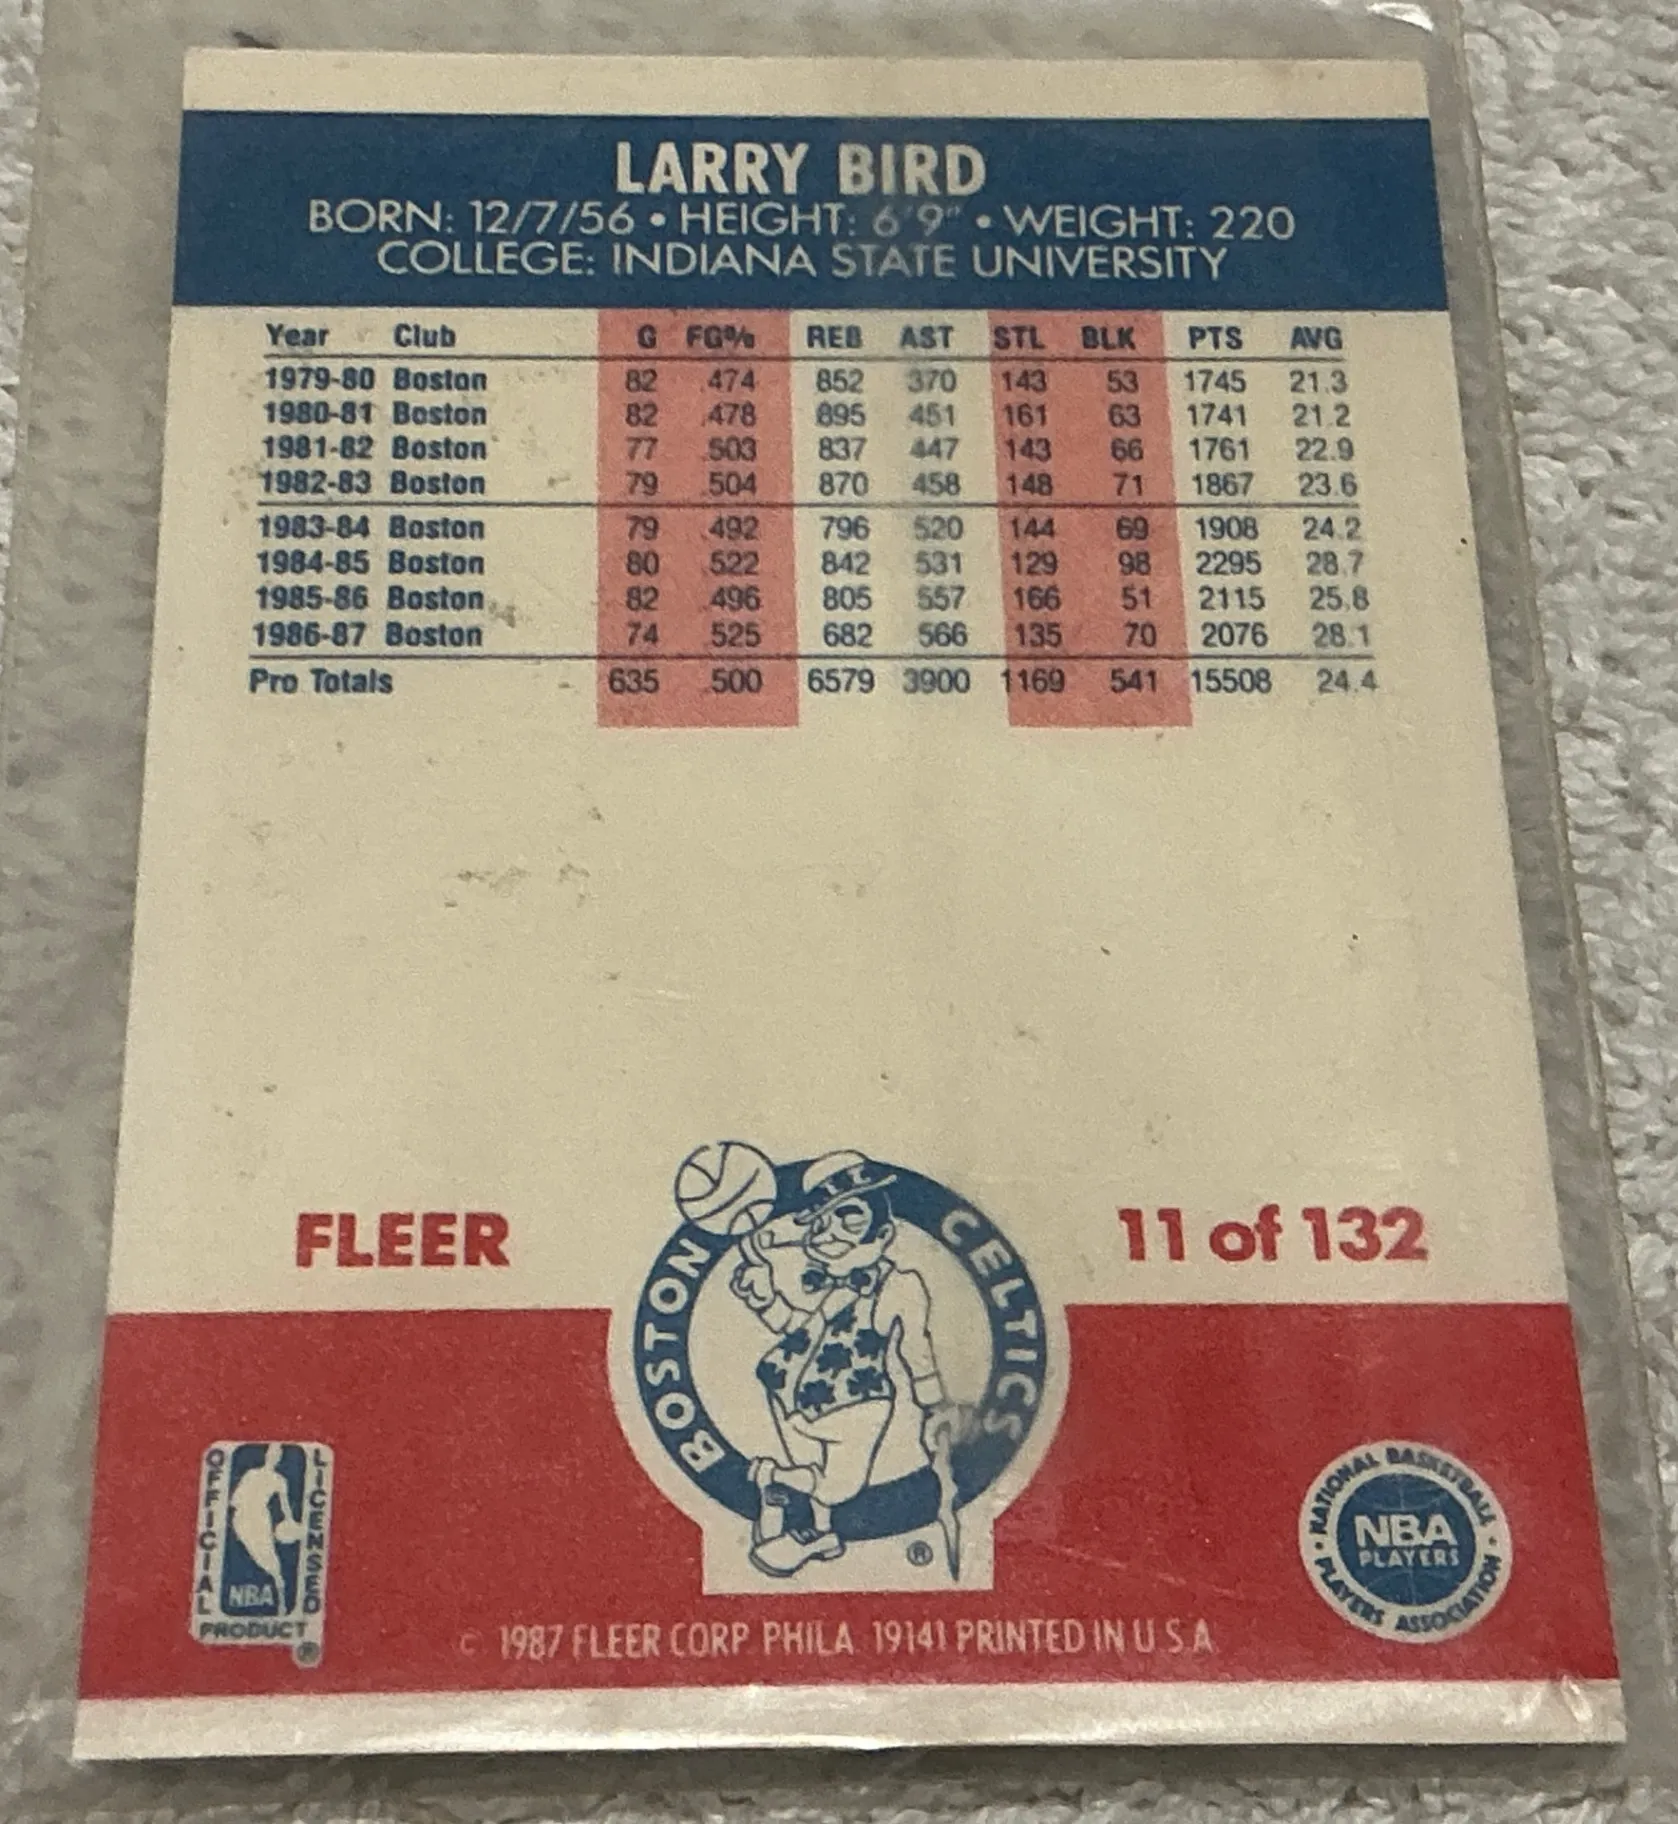 LARRY BIRD
BORN: 12/7/56 • HEIGHT: 6'9" • WEIGHT: 220
COLLEGE: INDIANA STATE UNIVERSITY
Year Club G FG% REB AST STL BLK PTS AVG
1979-80 Boston 82 .474 852 370 143 53 1745 21.3
1980-81 Boston 82 .478 895 451 161 63 1741 21.2
1981-82 Boston 77 .503 837 447 143 66 1761 22.9
1982-83 Boston 79 .504 870 458 148 71 1867 23.6
1983-84 Boston 79 .492 796 520 144 69 1908 24.2
1984-85 Boston 80 .522 842 531 129 98 2295 28.7
1985-86 Boston 82 .496 805 557 166 51 2115 25.8
1986-87 Boston 74 .525 682 566 135 70 2076 28.1
Pro Totals 635 .500 6579 3900 1169 541 15508 24.4
FLEER
BOSTON CELTICS
®
11 of 132
OFFICIAL LICENSED
NBA
PRODUCT
®
NATIONAL BASKETBALL
NBA
PLAYERS
• PLAYERS ASSOCIATION •
© 1987 FLEER CORP. PHILA. 19141 PRINTED IN U.S.A.